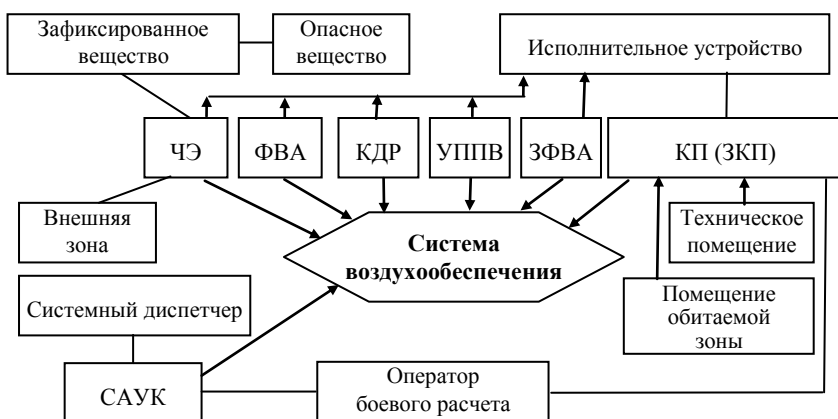 Зафиксированное
вещество
Опасное
вещество
Исполнительное устройство
ЧЭ
ФВА
КДР
УППВ
ЗФВА
КП (ЗКП)
Внешняя
зона
Система
воздухообеспечения
Техническое
помещение
Системный диспетчер
Помещение
обитаемой
зоны
САУК
Оператор
боевого расчета